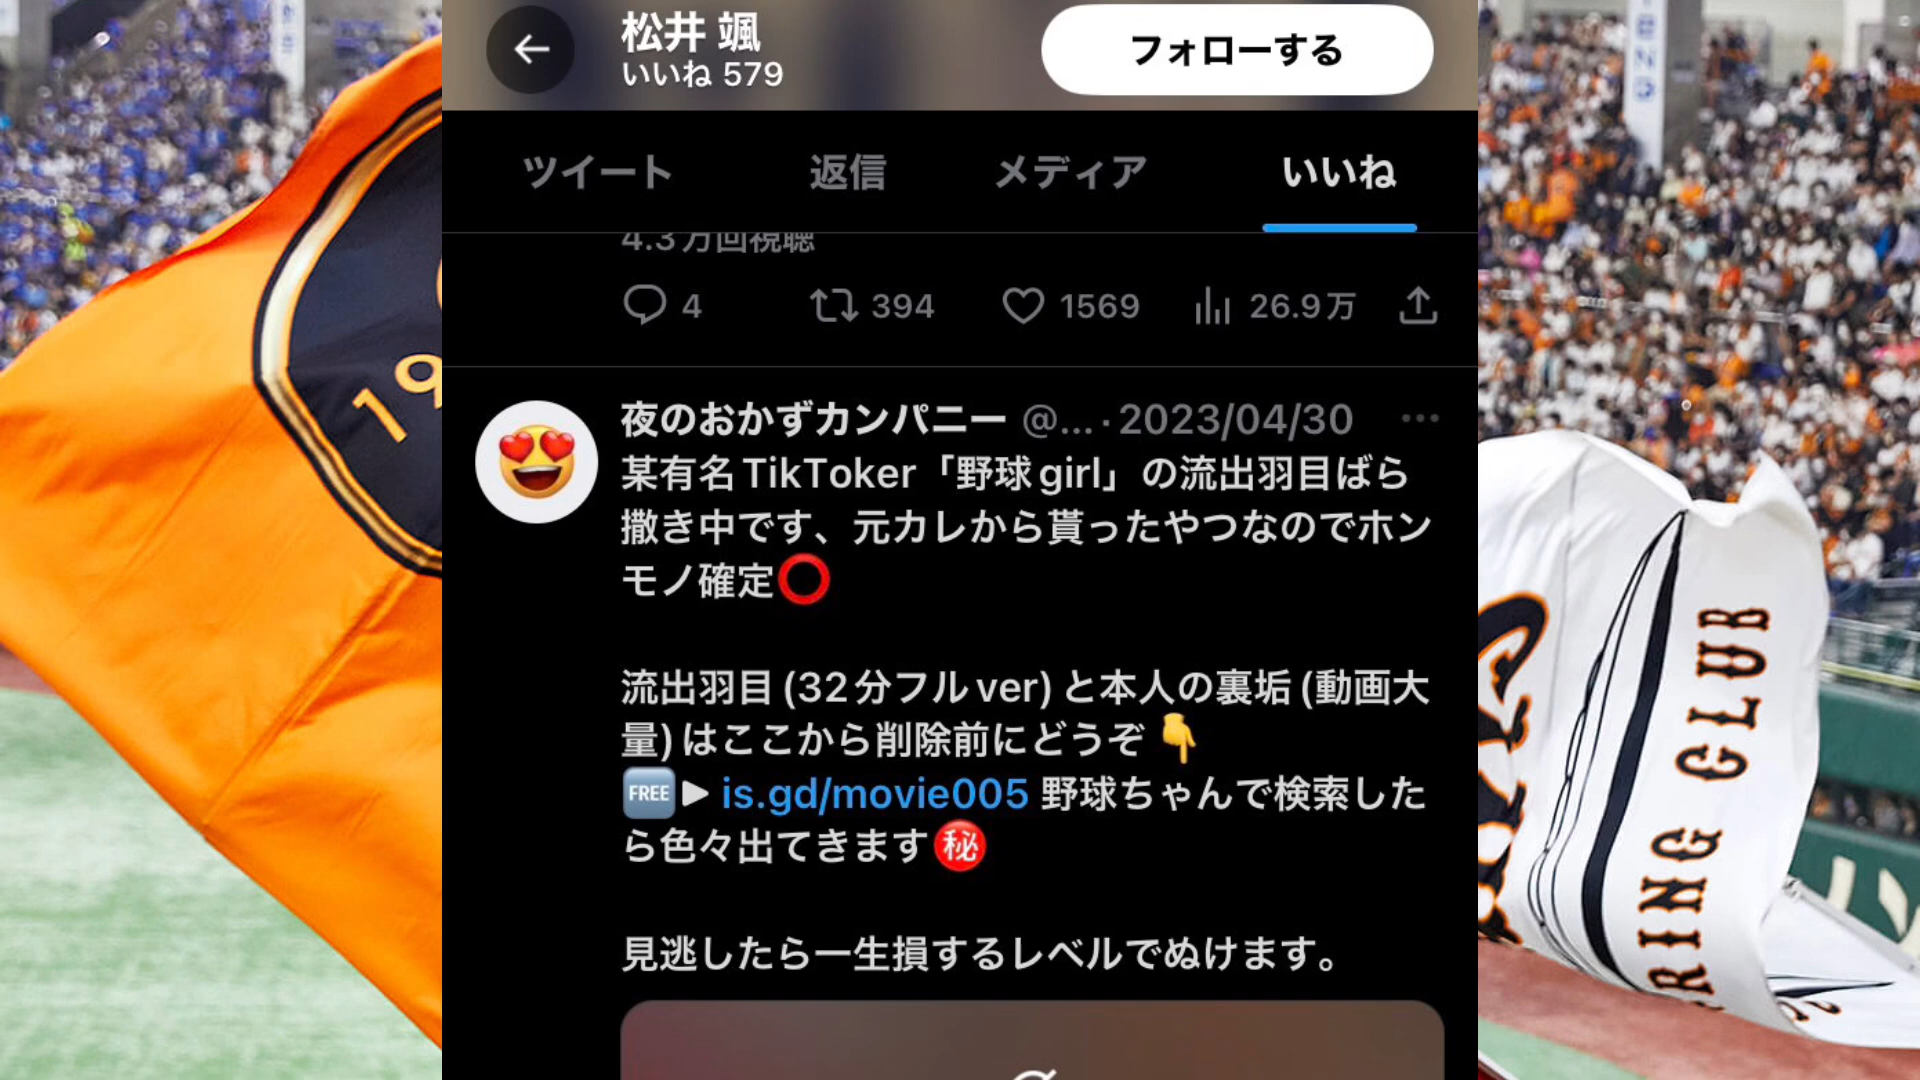 松井 颯
いいね 579
フォローする
ツイート
返信
メディア
いいね
4.3万回視聴
4
394
1569
26.9万
夜のおかずカンパニー @... · 2023/04/30
某有名TikToker「野球girl」の流出羽目ばら
撒き中です、元カレから貰ったやつなのでホン
モノ確定⭕
流出羽目(32分フルver)と本人の裏垢(動画大
量)はここから削除前にどうぞ👇
🆓▶ is.gd/movie005 野球ちゃんで検索した
ら色々出てきます㊙
見逃したら一生損するレベルでぬけます。
19
RING CLUB